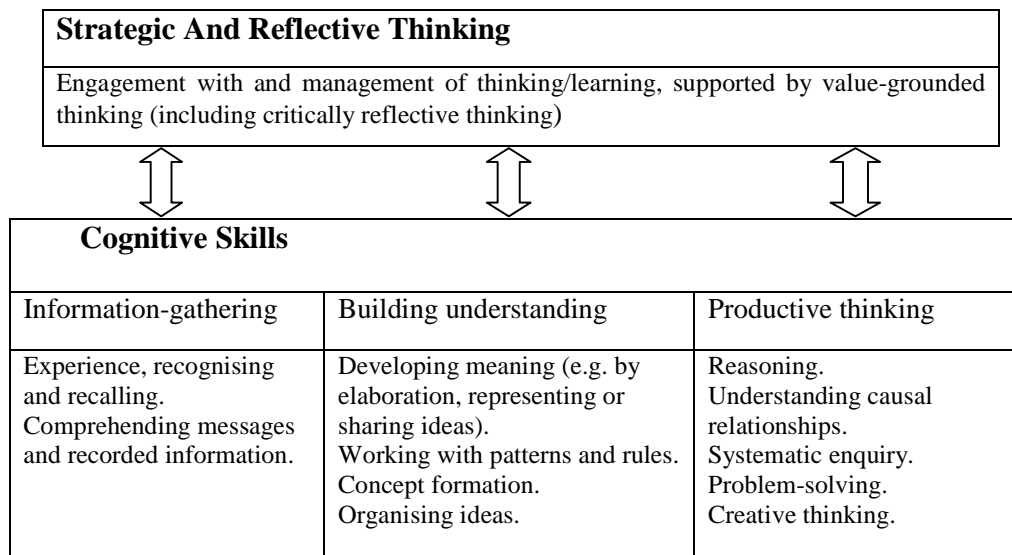 Strategic And Reflective Thinking
Engagement with and management of thinking/learning, supported by value-grounded
thinking (including critically reflective thinking)
Cognitive Skills
Information-gathering
Building understanding
Productive thinking
Experience, recognising
and recalling.
Comprehending messages
and recorded information.
Developing meaning (e.g. by
elaboration, representing or
sharing ideas).
Working with patterns and rules.
Concept formation.
Organising ideas.
Reasoning.
Understanding causal
relationships.
Systematic enquiry.
Problem-solving.
Creative thinking.